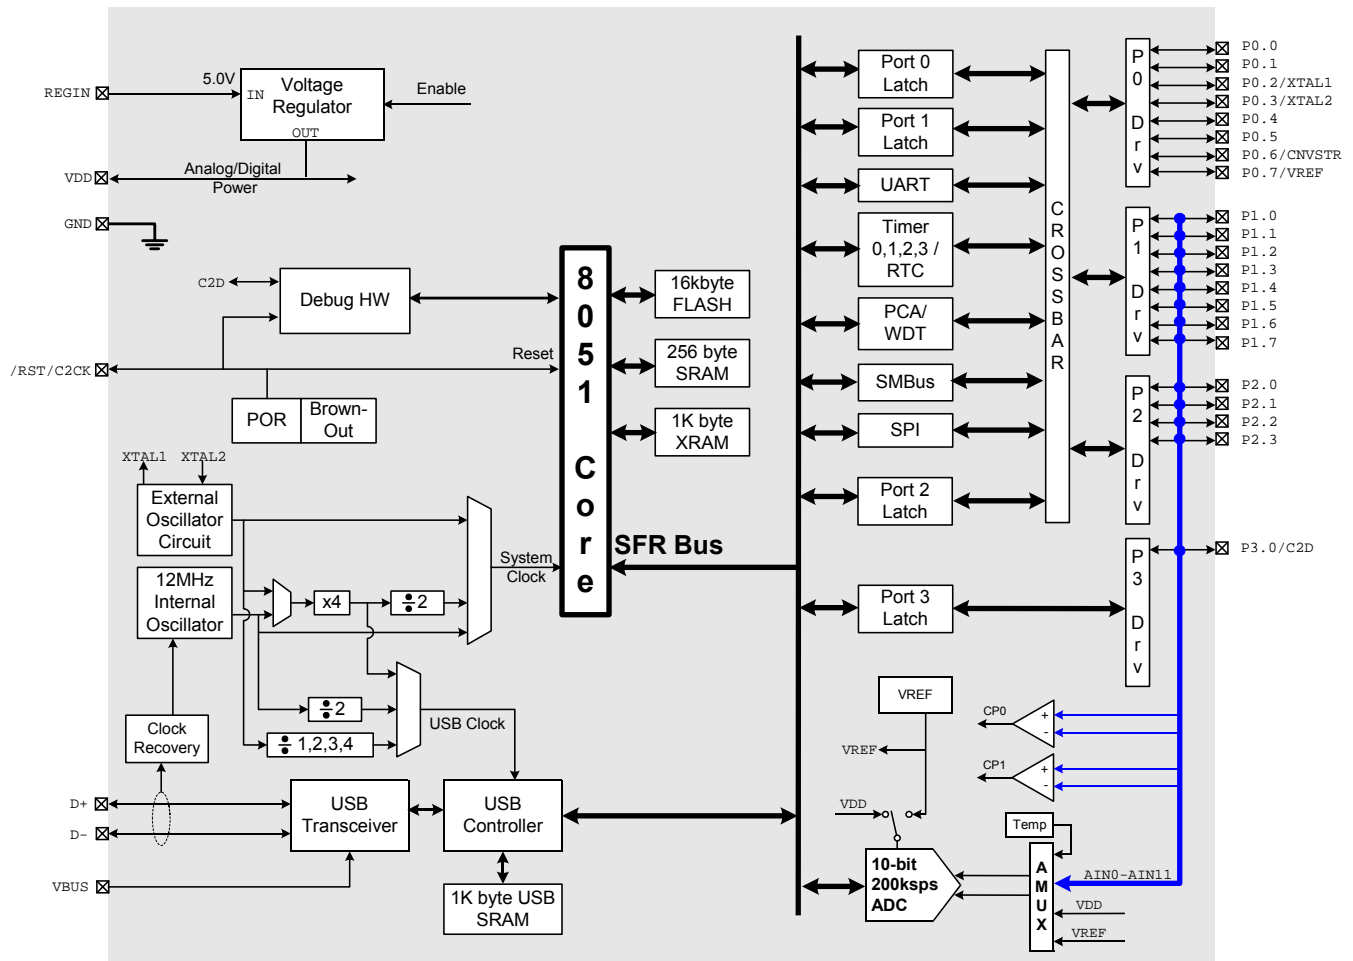 REGIN
5.0V
IN
Voltage
Regulator
OUT
Enable
VDD
Analog/Digital
Power
GND
C2D
Debug HW
/RST/C2CK
Reset
POR
Brown-
Out
XTAL1
XTAL2
External
Oscillator
Circuit
12MHz
Internal
Oscillator
x4
÷2
System
Clock
÷2
÷ 1,2,3,4
USB Clock
Clock
Recovery
D+
D-
VBUS
USB
Transceiver
USB
Controller
1K byte USB
SRAM
8051 Core
16kbyte
FLASH
256 byte
SRAM
1K byte
XRAM
SFR Bus
Port 0
Latch
Port 1
Latch
UART
Timer
0,1,2,3 /
RTC
PCA/
WDT
SMBus
SPI
Port 2
Latch
Port 3
Latch
CROSSBAR
P0 Drv
P1 Drv
P2 Drv
P3 Drv
P0.0
P0.1
P0.2/XTAL1
P0.3/XTAL2
P0.4
P0.5
P0.6/CNVSTR
P0.7/VREF
P1.0
P1.1
P1.2
P1.3
P1.4
P1.5
P1.6
P1.7
P2.0
P2.1
P2.2
P2.3
P3.0/C2D
VREF
VREF
VDD
CP0
+
-
CP1
+
-
Temp
10-bit
200ksps
ADC
AMUX
AIN0-AIN11
VDD
VREF